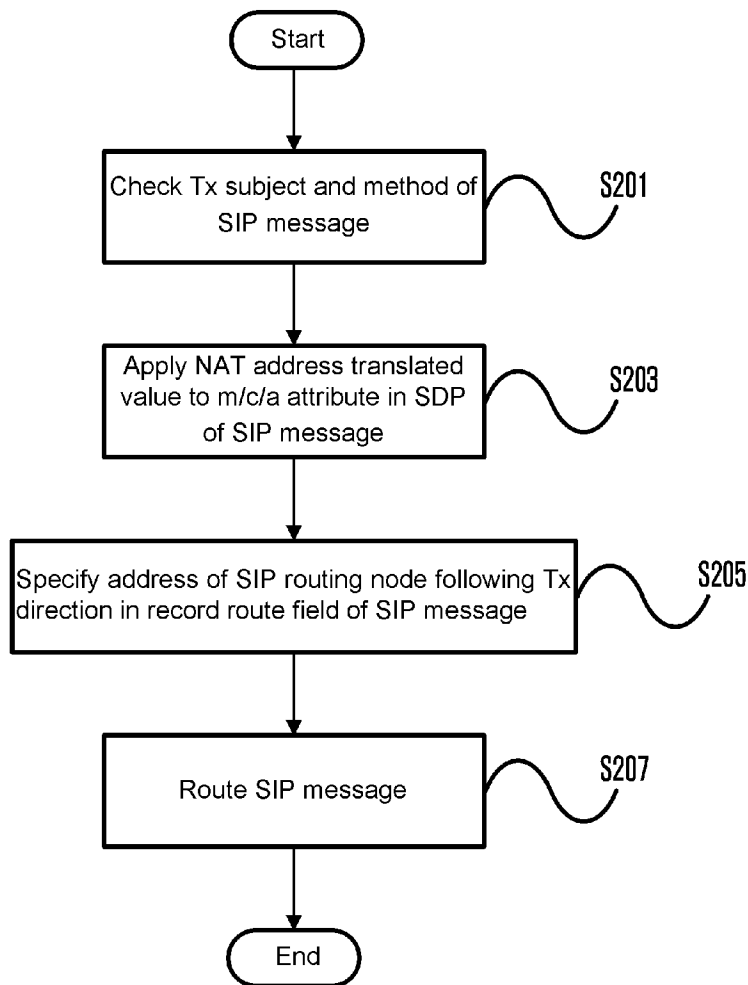 Start
Check Tx subject and method of
SIP message
S201
Apply NAT address translated
value to m/c/a attribute in SDP
of SIP message
S203
Specify address of SIP routing node following Tx
direction in record route field of SIP message
S205
Route SIP message
S207
End